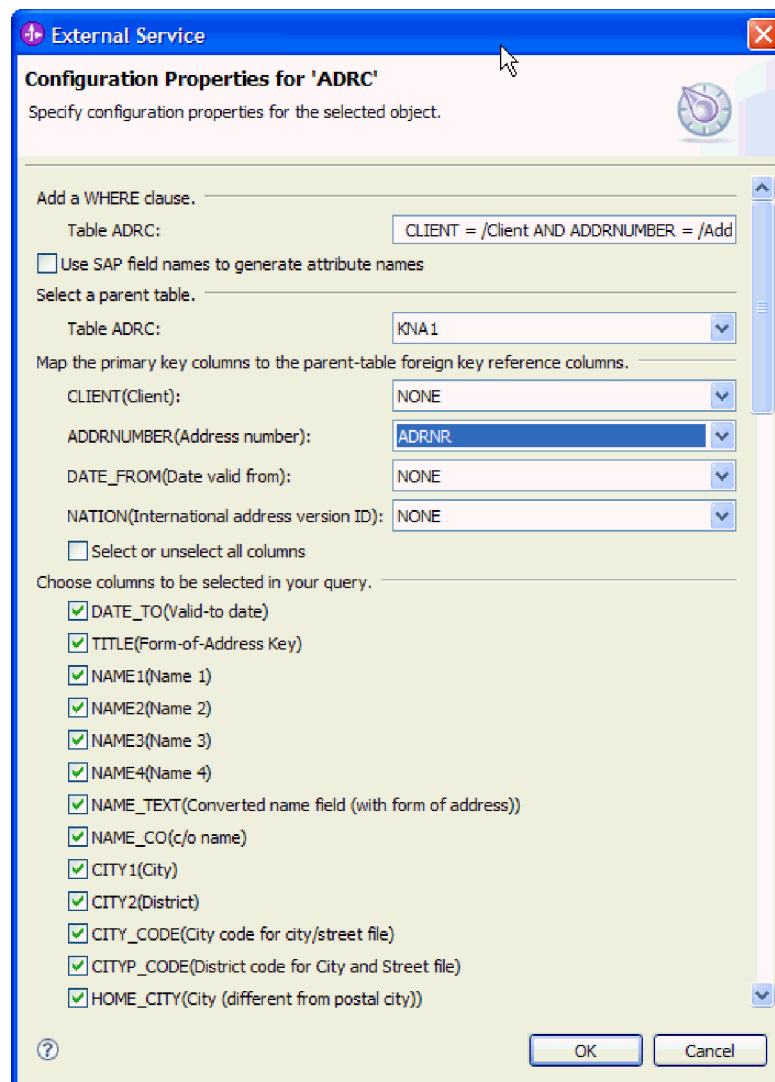 External Service
Configuration Properties for 'ADRC'
Specify configuration properties for the selected object.
Add a WHERE clause.
Table ADRC: CLIENT = /Client AND ADDRNUMBER = /Add
Use SAP field names to generate attribute names
Select a parent table.
Table ADRC: KNA1
Map the primary key columns to the parent-table foreign key reference columns.
CLIENT(Client): NONE
ADDRNUMBER(Address number): ADRNR
DATE_FROM(Date valid from): NONE
NATION(International address version ID): NONE
Select or unselect all columns
Choose columns to be selected in your query.
DATE_TO(Valid-to date)
TITLE(Form-of-Address Key)
NAME1(Name 1)
NAME2(Name 2)
NAME3(Name 3)
NAME4(Name 4)
NAME_TEXT(Converted name field (with form of address))
NAME_CO(c/o name)
CITY1(City)
CITY2(District)
CITY_CODE(City code for city/street file)
CITYP_CODE(District code for City and Street file)
HOME_CITY(City (different from postal city))
?
OK Cancel